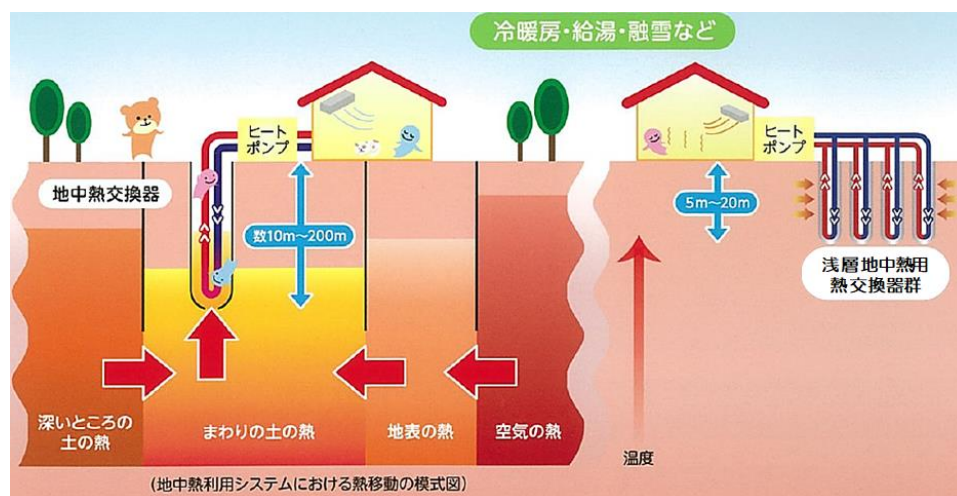 冷暖房・給湯・融雪など
ヒート
ポンプ
地中熱交換器
数10m～200m
深いところの
土の熱
まわりの土の熱
地表の熱
空気の熱
(地中熱利用システムにおける熱移動の模式図)
ヒート
ポンプ
5m～20m
浅層地中熱用
熱交換器群
温度